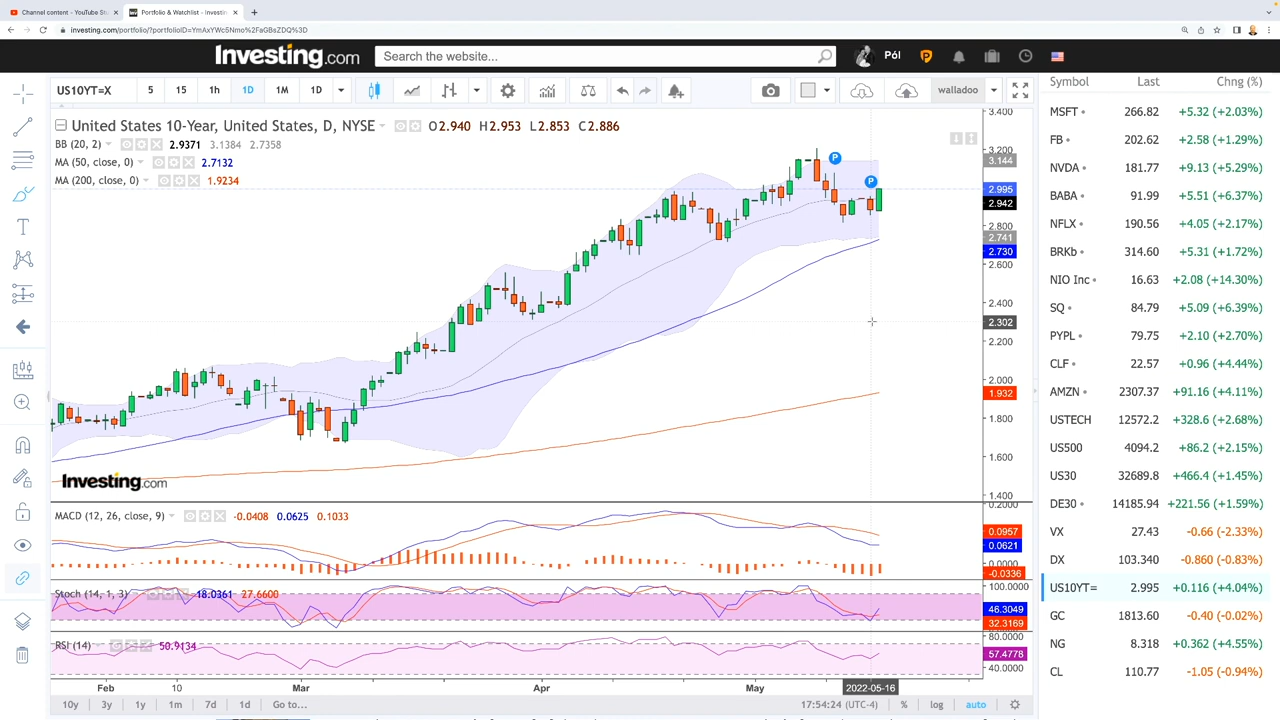 Channel content - YouTube Stu
Portfolio & Watchlist - Investin
investing.com/portfolio/?portfolioID=YmAxYWc5Nmo%2FaGBsZDQ%3D
Investing.com
Search the website...
Pól
US10YT=X 5 15 1h 1D 1M 1D
walladoo
United States 10-Year, United States, D, NYSE O2.940 H2.953 L2.853 C2.886
BB (20, 2) 2.9371 3.1384 2.7358
MA (50, close, 0) 2.7132
MA (200, close, 0) 1.9234
P
P
3.400
3.200
3.144
2.995
2.942
2.800
2.741
2.730
2.600
2.400
2.302
2.200
2.000
1.932
1.800
1.600
1.400
Investing.com
MACD (12, 26, close, 9) -0.0408 0.0625 0.1033
0.2000
0.0957
0.0621
0.0000
-0.0336
Stoch (14, 1, 3) 18.0361 27.6600
100.0000
46.3049
32.3169
RSI (14) 50.9134
80.0000
57.4778
40.0000
Feb 10 Mar Apr May 2022-05-16
10y 3y 1y 1m 7d 1d Go to...
17:54:24 (UTC-4) % log auto
Symbol Last Chng (%)
MSFT 266.82 +5.32 (+2.03%)
FB 202.62 +2.58 (+1.29%)
NVDA 181.77 +9.13 (+5.29%)
BABA 91.99 +5.51 (+6.37%)
NFLX 190.56 +4.05 (+2.17%)
BRKb 314.60 +5.31 (+1.72%)
NIO Inc 16.63 +2.08 (+14.30%)
SQ 84.79 +5.09 (+6.39%)
PYPL 79.75 +2.10 (+2.70%)
CLF 22.57 +0.96 (+4.44%)
AMZN 2307.37 +91.16 (+4.11%)
USTECH 12572.2 +328.6 (+2.68%)
US500 4094.2 +86.2 (+2.15%)
US30 32689.8 +466.4 (+1.45%)
DE30 14185.94 +221.56 (+1.59%)
VX 27.43 -0.66 (-2.33%)
DX 103.340 -0.860 (-0.83%)
US10YT= 2.995 +0.116 (+4.04%)
GC 1813.60 -0.40 (-0.02%)
NG 8.318 +0.362 (+4.55%)
CL 110.77 -1.05 (-0.94%)